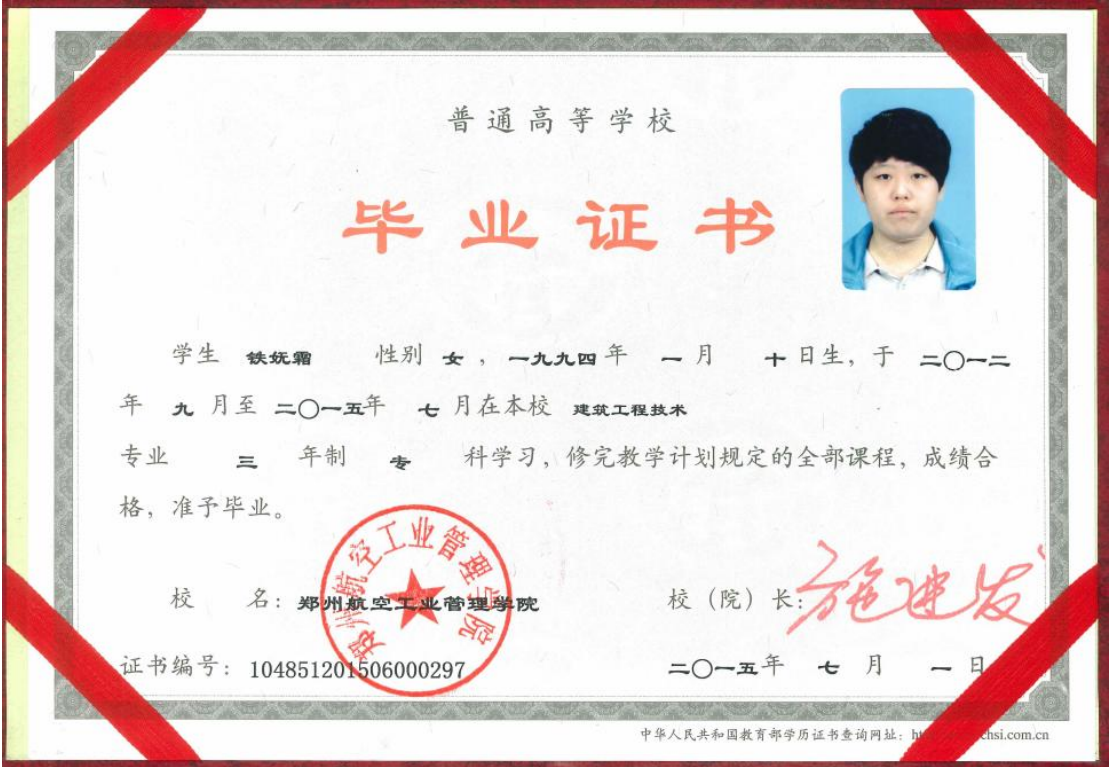 普通高等学校
毕业证书
学生 铁妩霜 性别 女 ，一九九四 年 一 月 十 日生，于 二〇一二
年 九 月至 二〇一五年 七 月在本校 建筑工程技术
专业 三 年制 专 科学习，修完教学计划规定的全部课程，成绩合
格，准予毕业。
郑州航空工业管理学院
校 名：郑州航空工业管理学院 校（院）长：施建发
证书编号：104851201506000297 二〇一五年 七 月 一 日
中华人民共和国教育部学历证书查询网址：ht chsi.com.cn